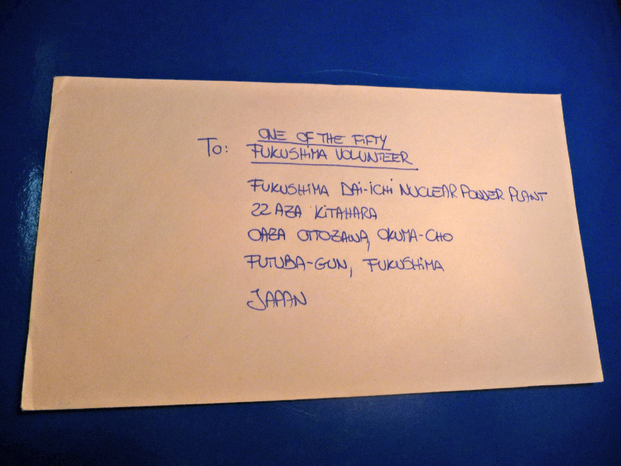 To: ONE OF THE FIFTY
FUKUSHIMA VOLUNTEER
FUKUSHIMA DAI-ICHI NUCLEAR POWER PLANT
22 AZA KITAHARA
OAZA OTTOZAWA, OKUMA-CHO
FUTUBA-GUN, FUKUSHIMA
JAPAN